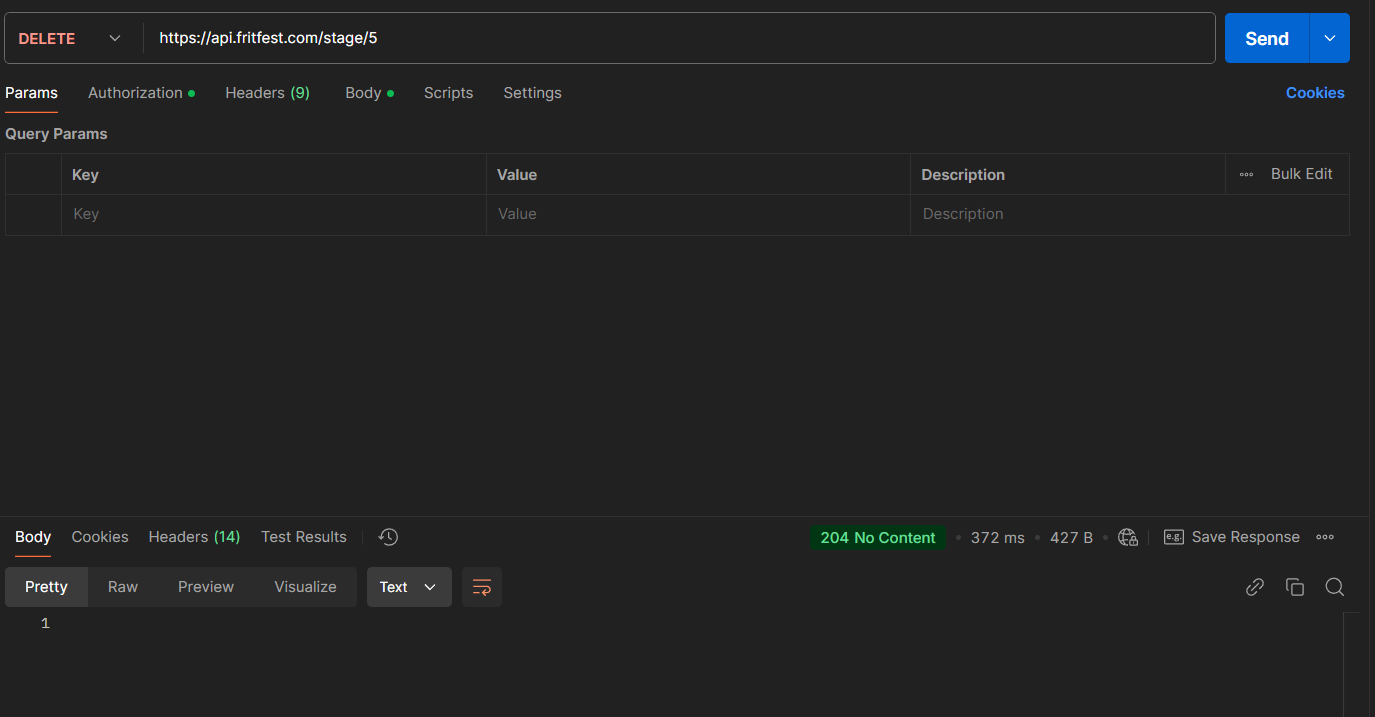 DELETE https://api.fritfest.com/stage/5 Send
Params Authorization Headers (9) Body Scripts Settings Cookies
Query Params
Key Value Description Bulk Edit
Key Value Description
Body Cookies Headers (14) Test Results 204 No Content 372 ms 427 B e.g. Save Response
Pretty Raw Preview Visualize Text
1